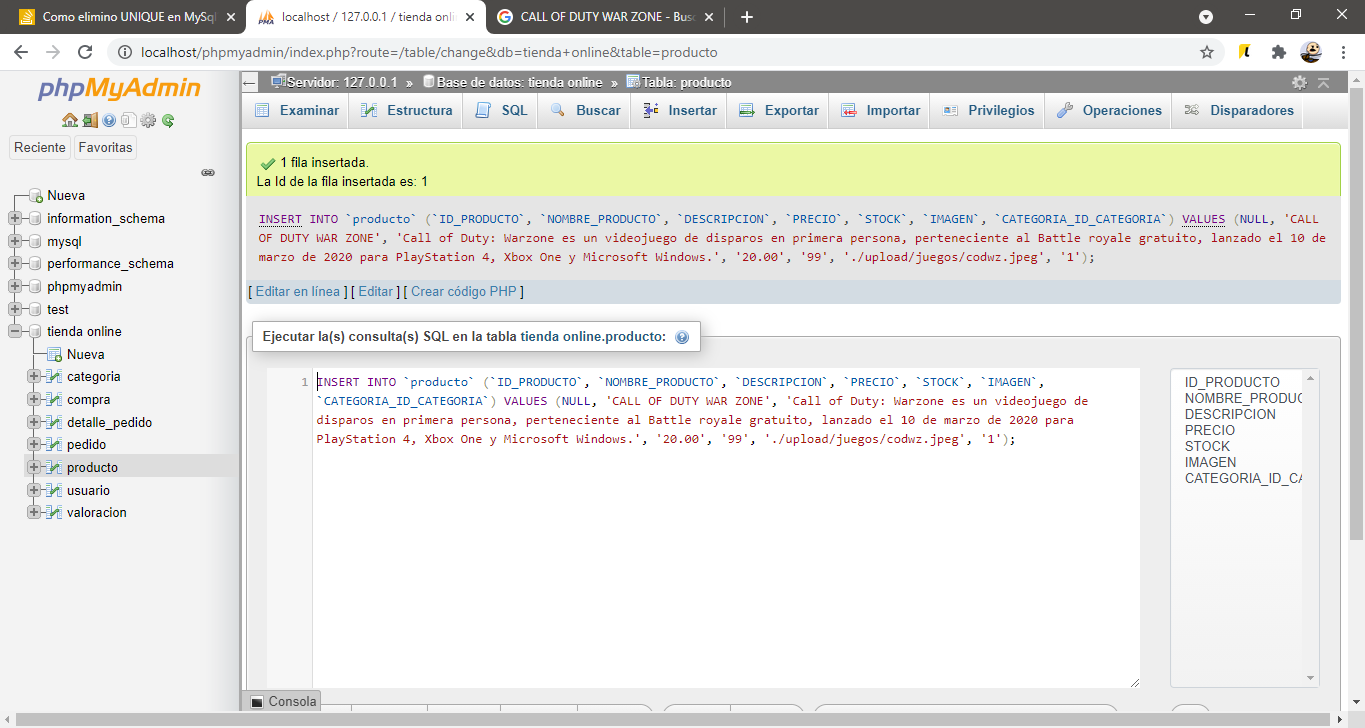 Como elimino UNIQUE en MySql
localhost / 127.0.0.1 / tienda onli
CALL OF DUTY WAR ZONE - Busc
localhost/phpmyadmin/index.php?route=/table/change&db=tienda+online&table=producto
phpMyAdmin
Reciente
Favoritas
Nueva
information_schema
mysql
performance_schema
phpmyadmin
test
tienda online
Nueva
categoria
compra
detalle_pedido
pedido
producto
usuario
valoracion
Servidor: 127.0.0.1 » Base de datos: tienda online » Tabla: producto
Examinar Estructura SQL Buscar Insertar Exportar Importar Privilegios Operaciones Disparadores
1 fila insertada.
La Id de la fila insertada es: 1
INSERT INTO `producto` (`ID_PRODUCTO`, `NOMBRE_PRODUCTO`, `DESCRIPCION`, `PRECIO`, `STOCK`, `IMAGEN`, `CATEGORIA_ID_CATEGORIA`) VALUES (NULL, 'CALL
OF DUTY WAR ZONE', 'Call of Duty: Warzone es un videojuego de disparos en primera persona, perteneciente al Battle royale gratuito, lanzado el 10 de
marzo de 2020 para PlayStation 4, Xbox One y Microsoft Windows.', '20.00', '99', './upload/juegos/codwz.jpeg', '1');
[ Editar en línea ] [ Editar ] [ Crear código PHP ]
Ejecutar la(s) consulta(s) SQL en la tabla tienda online.producto:
1 INSERT INTO `producto` (`ID_PRODUCTO`, `NOMBRE_PRODUCTO`, `DESCRIPCION`, `PRECIO`, `STOCK`, `IMAGEN`,
`CATEGORIA_ID_CATEGORIA`) VALUES (NULL, 'CALL OF DUTY WAR ZONE', 'Call of Duty: Warzone es un videojuego de
disparos en primera persona, perteneciente al Battle royale gratuito, lanzado el 10 de marzo de 2020 para
PlayStation 4, Xbox One y Microsoft Windows.', '20.00', '99', './upload/juegos/codwz.jpeg', '1');
ID_PRODUCTO
NOMBRE_PRODUC
DESCRIPCION
PRECIO
STOCK
IMAGEN
CATEGORIA_ID_CA
Consola